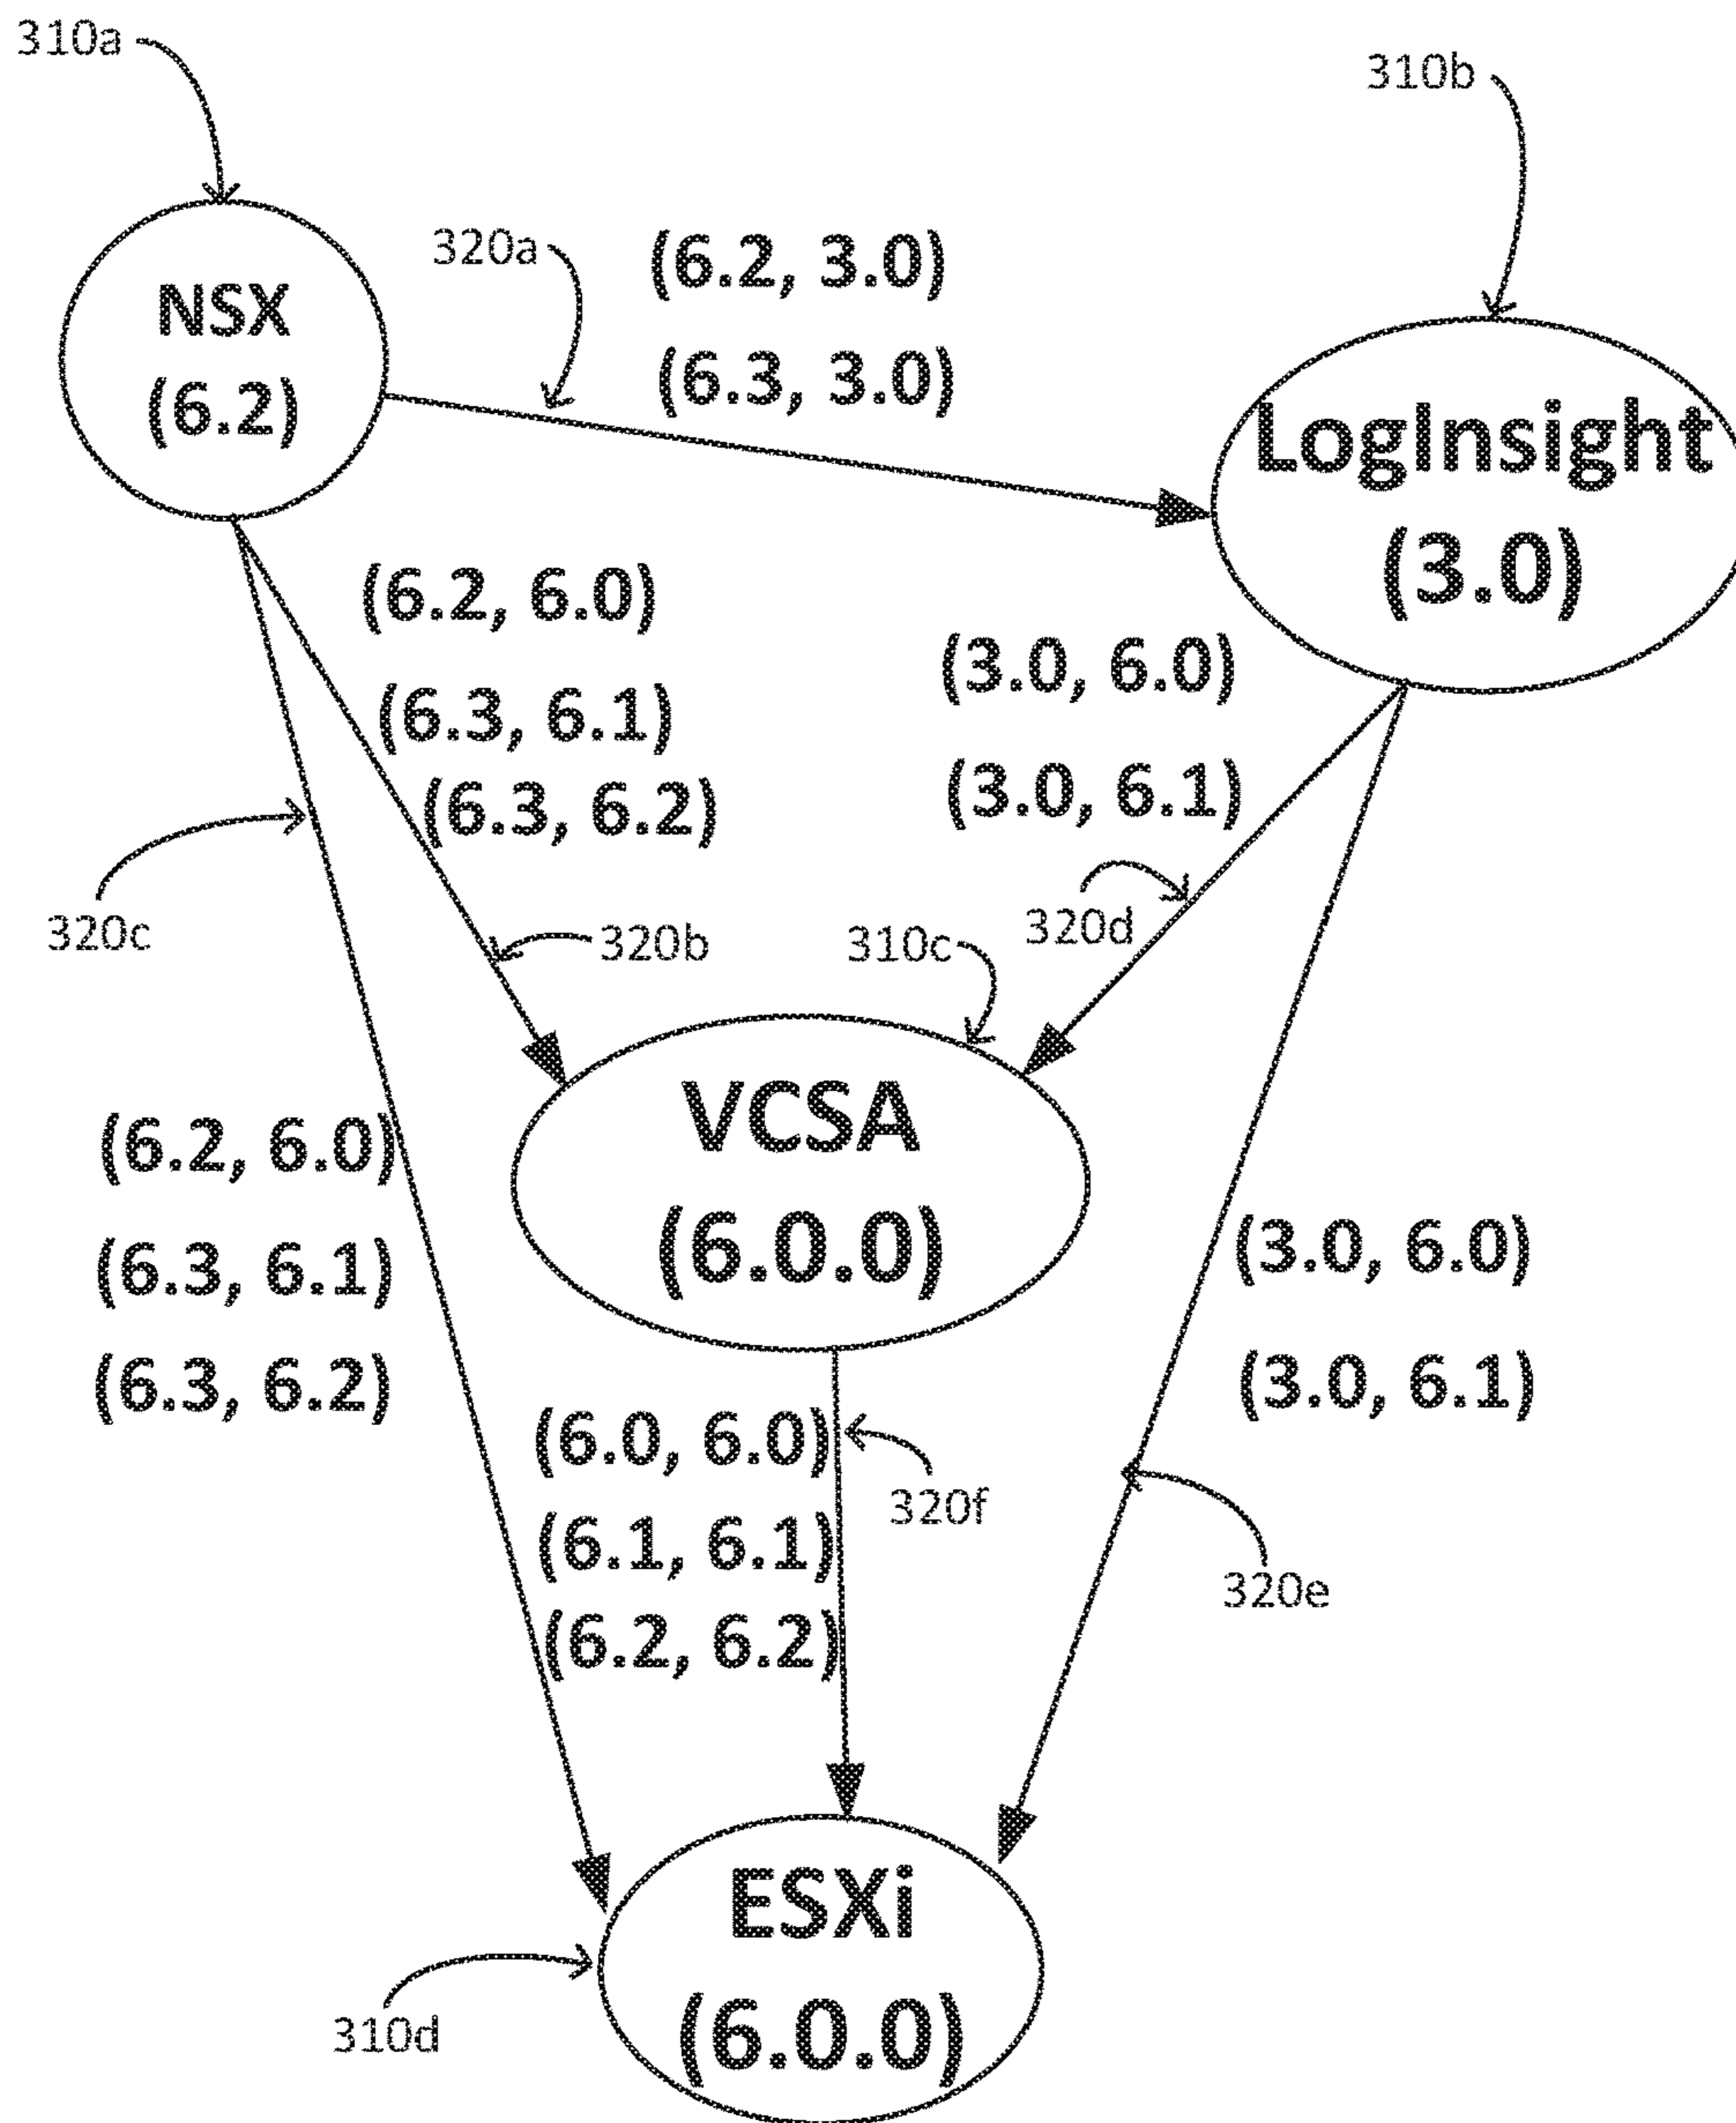 310a
310b
320a
(6.2, 3.0)
(6.3, 3.0)
NSX
(6.2)
LogInsight
(3.0)
(6.2, 6.0)
(6.3, 6.1)
(6.3, 6.2)
(3.0, 6.0)
(3.0, 6.1)
320c
320b
310c
320d
VCSA
(6.0.0)
(6.2, 6.0)
(6.3, 6.1)
(6.3, 6.2)
(3.0, 6.0)
(3.0, 6.1)
(6.0, 6.0)
(6.1, 6.1)
(6.2, 6.2)
320f
320e
ESXi
(6.0.0)
310d